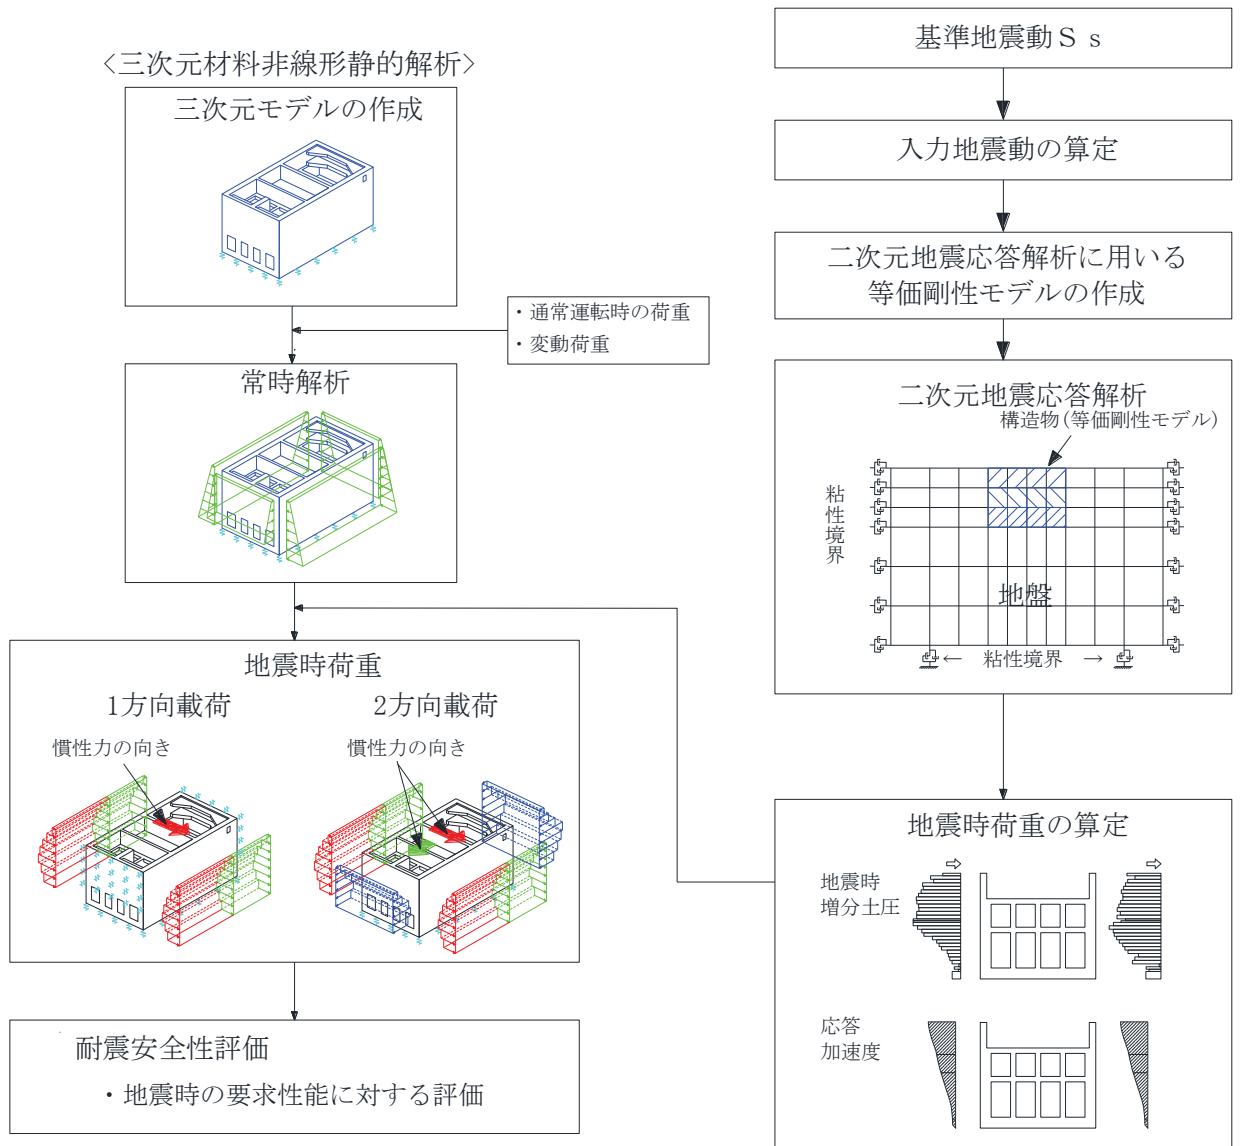 <三次元材料非線形静的解析>
三次元モデルの作成
・通常運転時の荷重
・変動荷重
常時解析
地震時荷重
1方向載荷
2方向載荷
慣性力の向き
慣性力の向き
耐震安全性評価
・地震時の要求性能に対する評価
基準地震動Ss
入力地震動の算定
二次元地震応答解析に用いる
等価剛性モデルの作成
二次元地震応答解析
構造物(等価剛性モデル)
粘性境界
地盤
← 粘性境界 →
地震時荷重の算定
地震時
増分土圧
応答
加速度